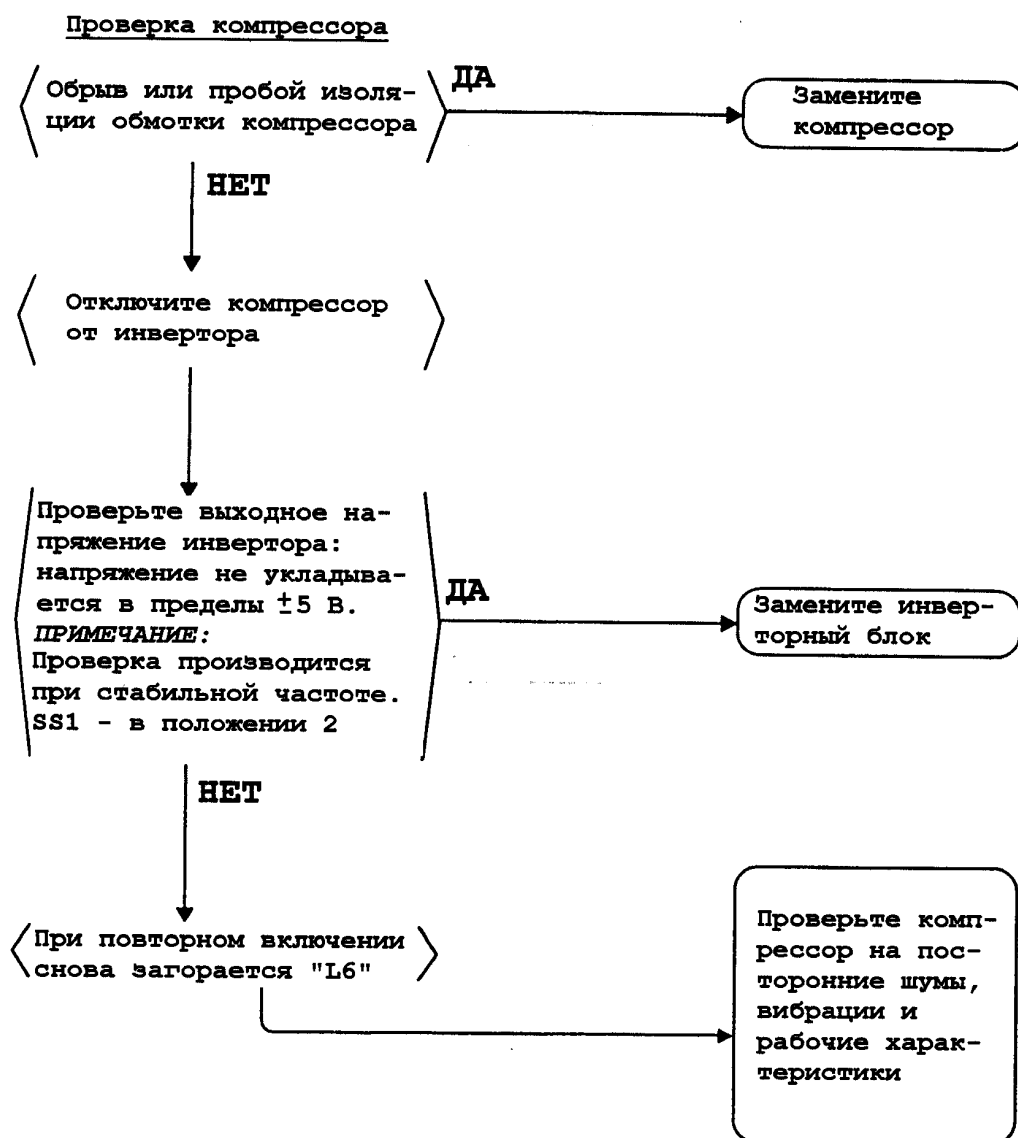 Проверка компрессора
Обрыв или пробой изоля-
ции обмотки компрессора
ДА
Замените
компрессор
НЕТ
Отключите компрессор
от инвертора
Проверьте выходное на-
пряжение инвертора:
напряжение не укладыва-
ется в пределы ±5 В.
ПРИМЕЧАНИЕ:
Проверка производится
при стабильной частоте.
SS1 - в положении 2
ДА
Замените инвер-
торный блок
НЕТ
При повторном включении
снова загорается "L6"
Проверьте комп-
рессор на пос-
торонние шумы,
вибрации и
рабочие харак-
теристики